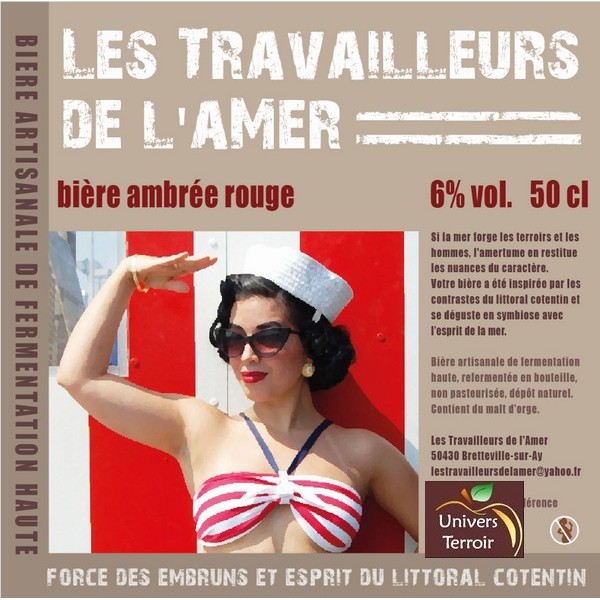 LES TRAVAILLEURS
DE L'AMER
BIERE ARTISANALE DE FERMENTATION HAUTE
bière ambrée rouge
6% vol. 50 cl
Si la mer forge les terroirs et les
hommes, l'amertume en restitue
les nuances du caractère.
Votre bière a été inspirée par les
contrastes du littoral cotentin et
se déguste en symbiose avec
l'esprit de la mer.
Bière artisanale de fermentation
haute, refermentée en bouteille,
non pasteurisée, dépôt naturel.
Contient du malt d'orge.
Les Travailleurs de l'Amer
50430 Bretteville-sur-Ay
lestravailleursdelamer@yahoo.fr
Univers
Terroir
FORCE DES EMBRUNS ET ESPRIT DU LITTORAL COTENTIN